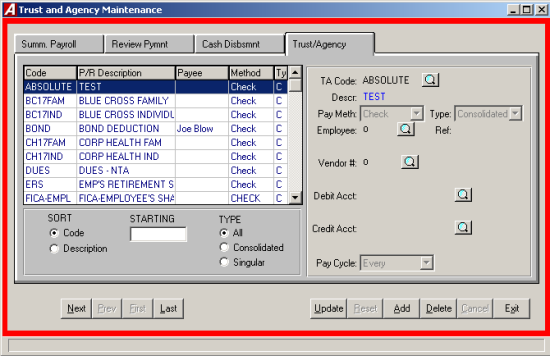 Trust and Agency Maintenance
Summ. Payroll Review Pymnt Cash Disbsmnt Trust/Agency
Code P/R Description Payee Method Ty
ABSOLUTE TEST Check C
BC17FAM BLUE CROSS FAMILY Check C
BC17IND BLUE CROSS INDIVIDU Check C
BOND BOND DEDUCTION Joe Blow Check C
CH17FAM CORP HEALTH FAM Check C
CH17IND CORP HEALTH IND Check C
DUES DUES - NTA Check C
ERS EMP'S RETIREMENT S Check C
FICA-EMPL FICA-EMPLOYEE'S SHA CHECK C
SORT STARTING TYPE
Code All
Description Consolidated
Singular
TA Code: ABSOLUTE
Descr: TEST
Pay Meth: Check Type: Consolidated
Employee: 0 Ref:
Vendor #: 0
Debit Acct:
Credit Acct:
Pay Cycle: Every
Next Prev First Last Update Reset Add Delete Cancel Exit